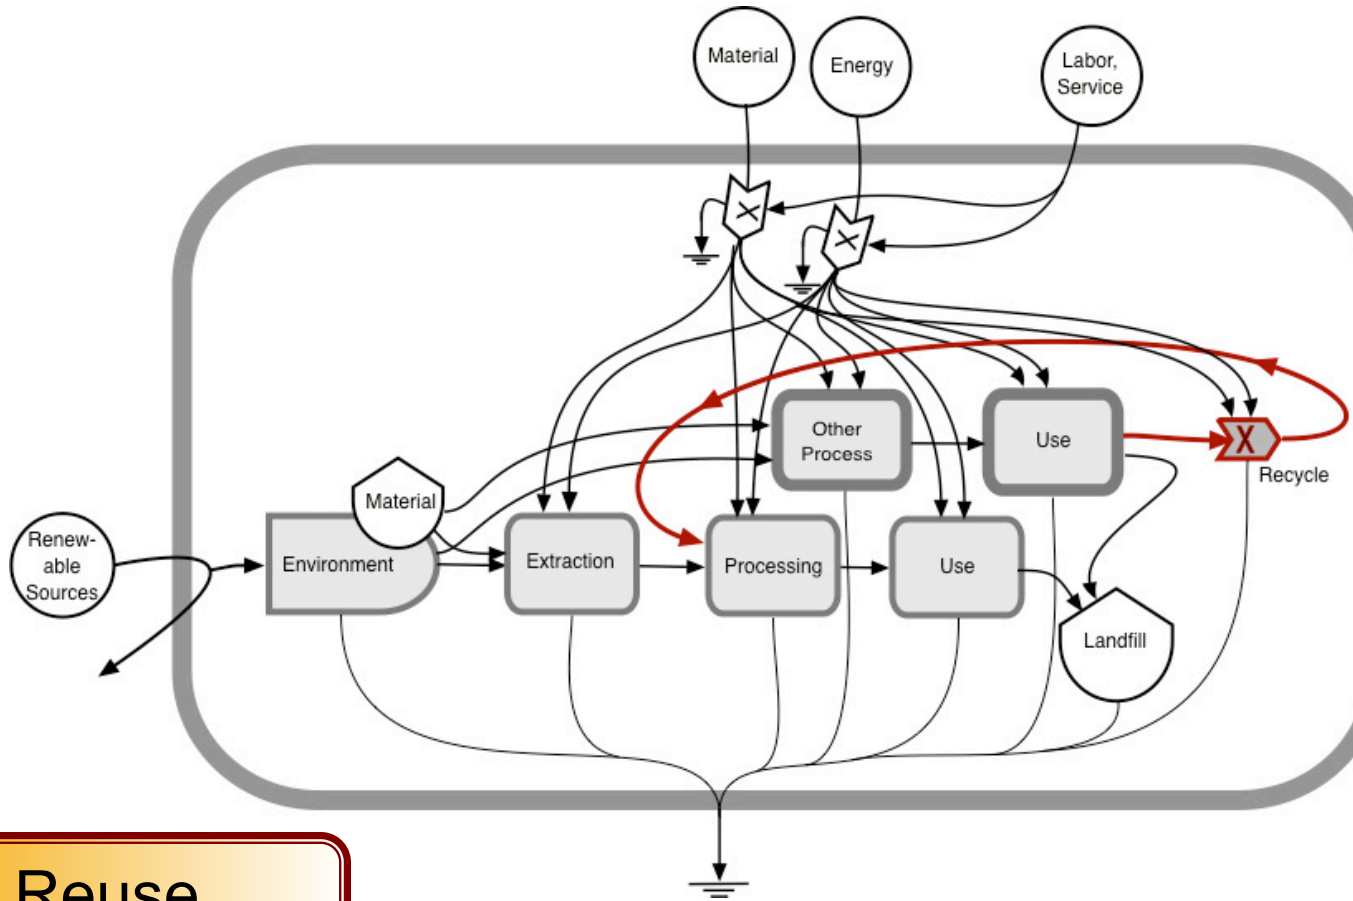 Material
Energy
Labor,
Service
X
X
Other
Process
Use
X
Recycle
Material
Renew-
able
Sources
Environment
Extraction
Processing
Use
Landfill
Reuse